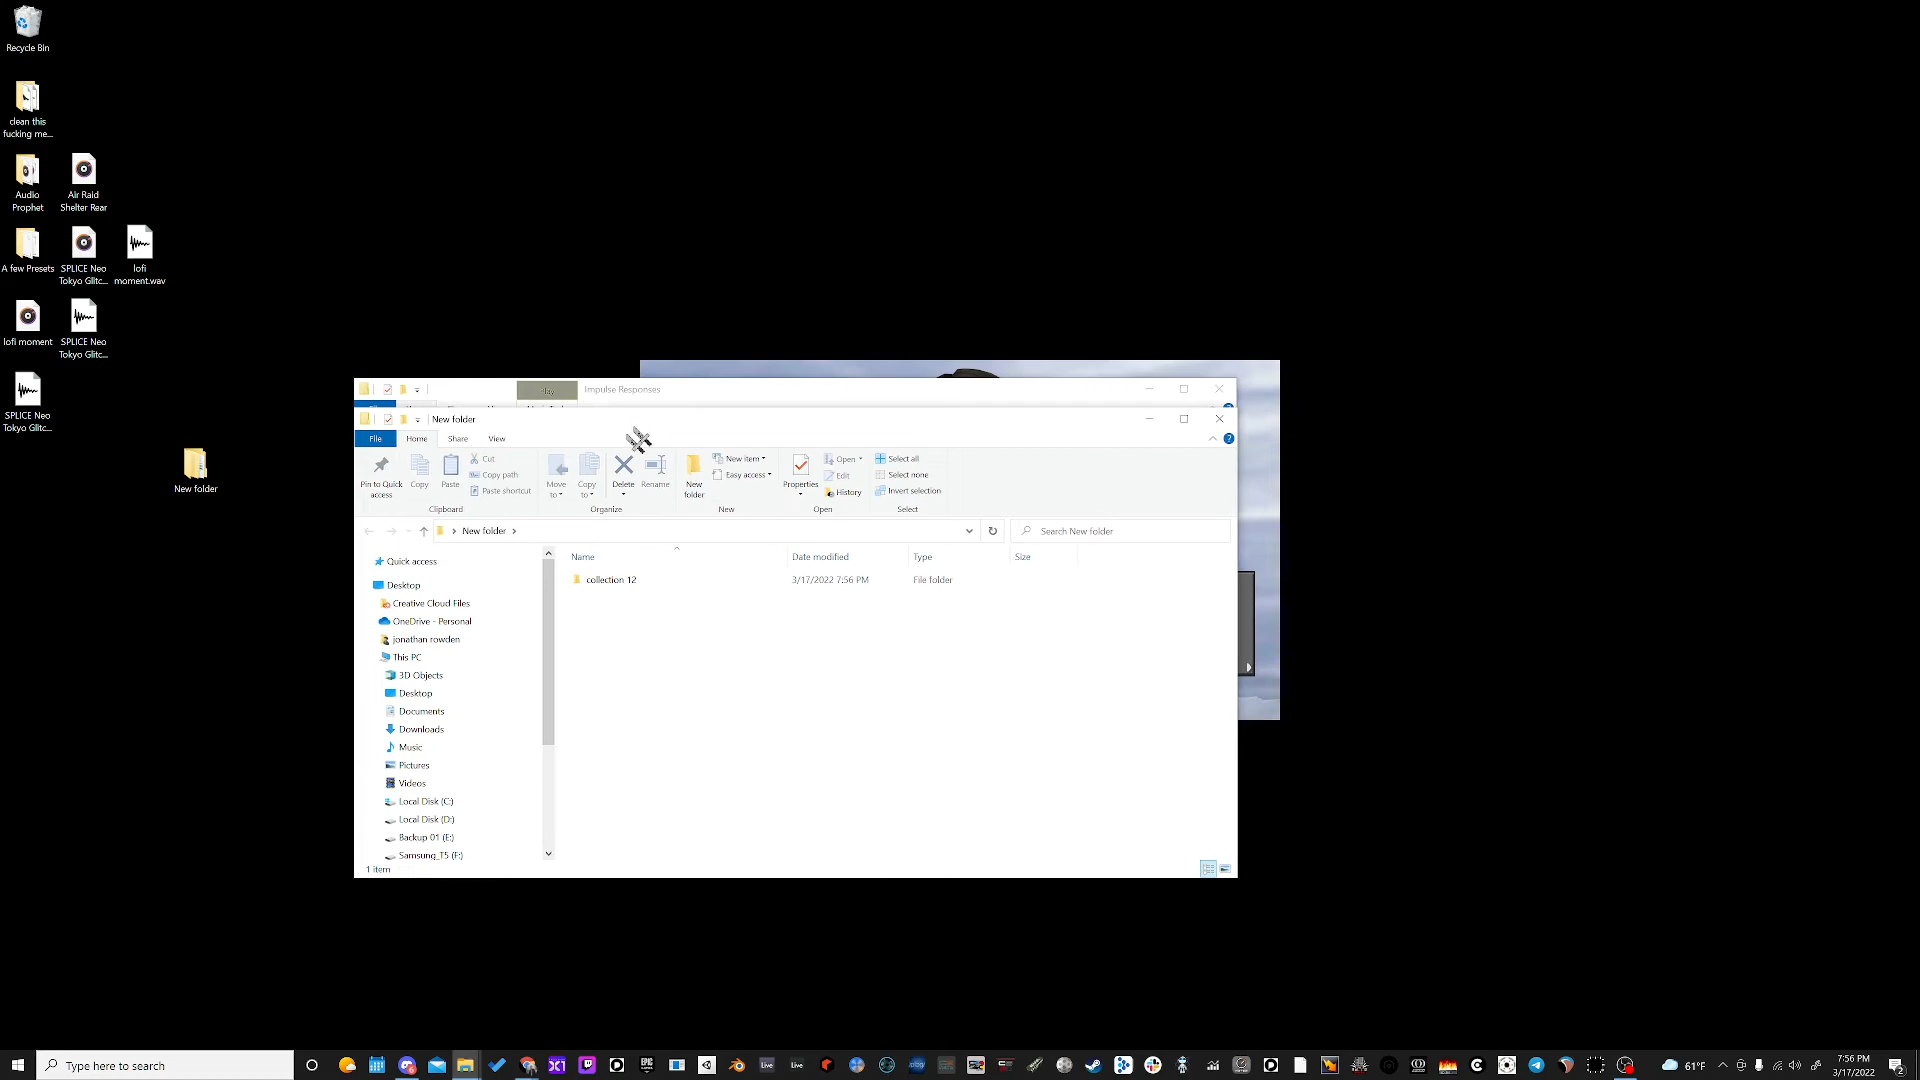 Recycle Bin
clean this
fucking me...
Audio
Prophet
Air Raid
Shelter Rear
A few Presets
SPLICE Neo
Tokyo Glitc...
lofi
moment.wav
lofi moment
SPLICE Neo
Tokyo Glitc...
SPLICE Neo
Tokyo Glitc...
New folder
Play
Impulse Responses
New folder
File
Home
Share
View
Pin to Quick
access
Copy
Paste
Cut
Copy path
Paste shortcut
Clipboard
Move
to
Copy
to
Delete
Rename
Organize
New
folder
New item
Easy access
New
Properties
Open
Edit
History
Open
Select all
Select none
Invert selection
Select
New folder
Search New folder
Name
Date modified
Type
Size
collection 12
3/17/2022 7:56 PM
File folder
Quick access
Desktop
Creative Cloud Files
OneDrive - Personal
jonathan rowden
This PC
3D Objects
Desktop
Documents
Downloads
Music
Pictures
Videos
Local Disk (C:)
Local Disk (D:)
Backup 01 (E:)
Samsung_T5 (F:)
1 item
Type here to search
EPIC
GAMES
Live
Live
61°F
7:56 PM
3/17/2022
2